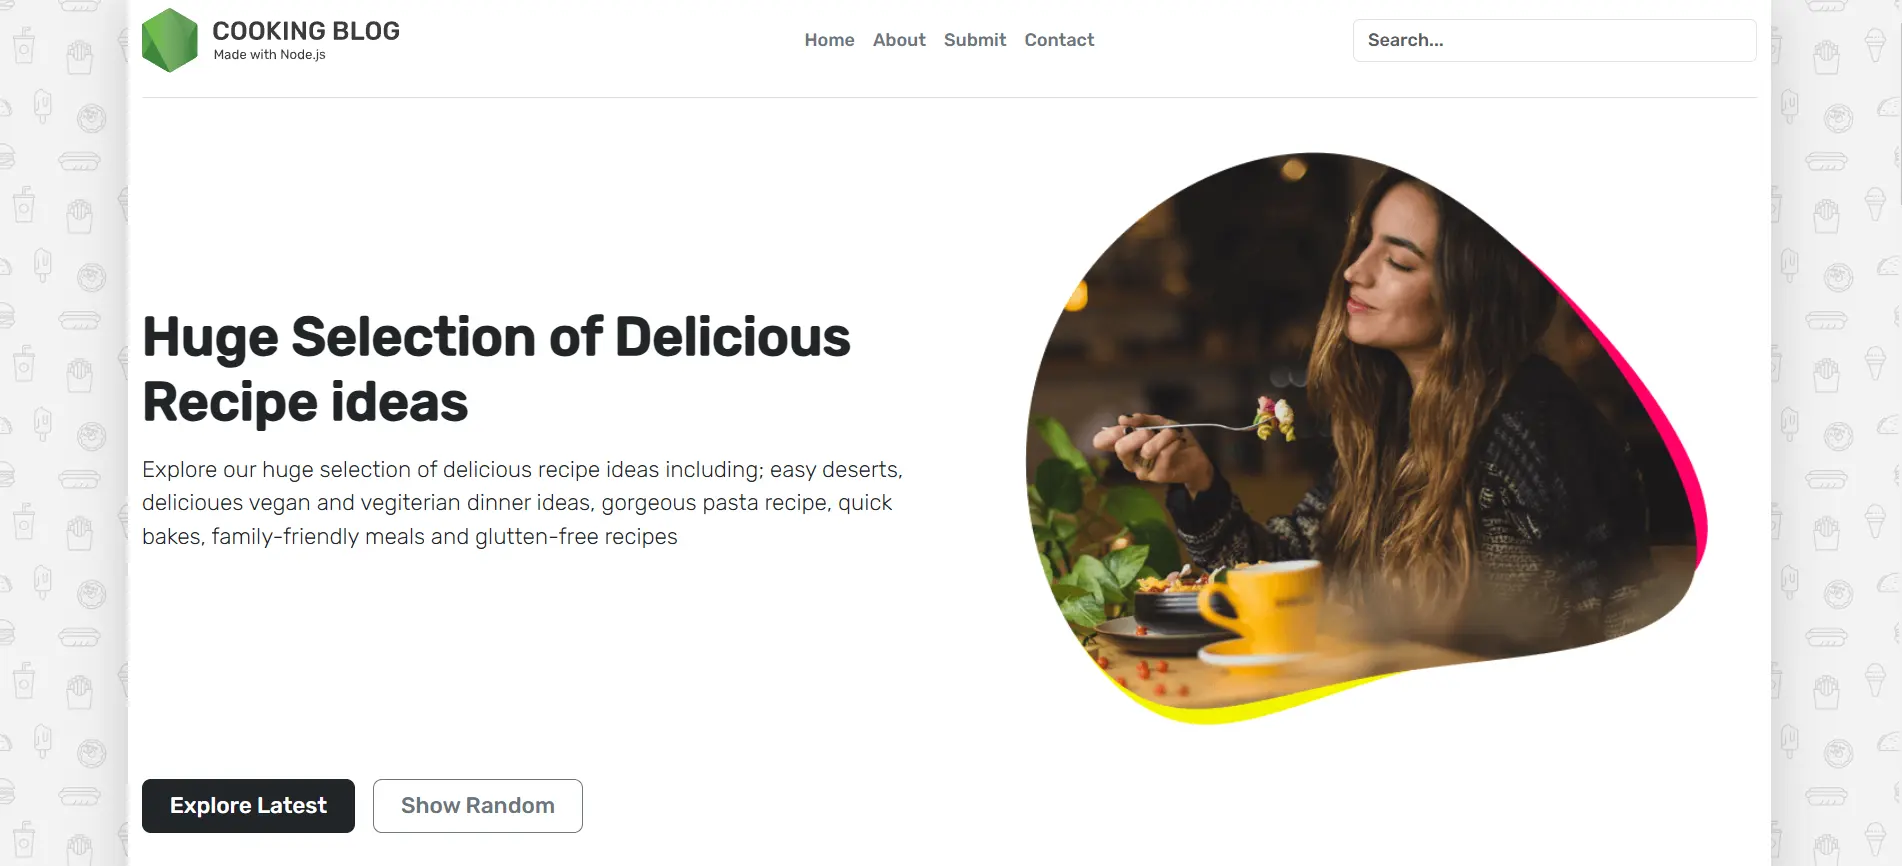 COOKING BLOG
Made with Node.js
Home About Submit Contact
Search...
Huge Selection of Delicious
Recipe ideas
Explore our huge selection of delicious recipe ideas including; easy deserts,
delicioues vegan and vegiterian dinner ideas, gorgeous pasta recipe, quick
bakes, family-friendly meals and glutten-free recipes
Explore Latest
Show Random